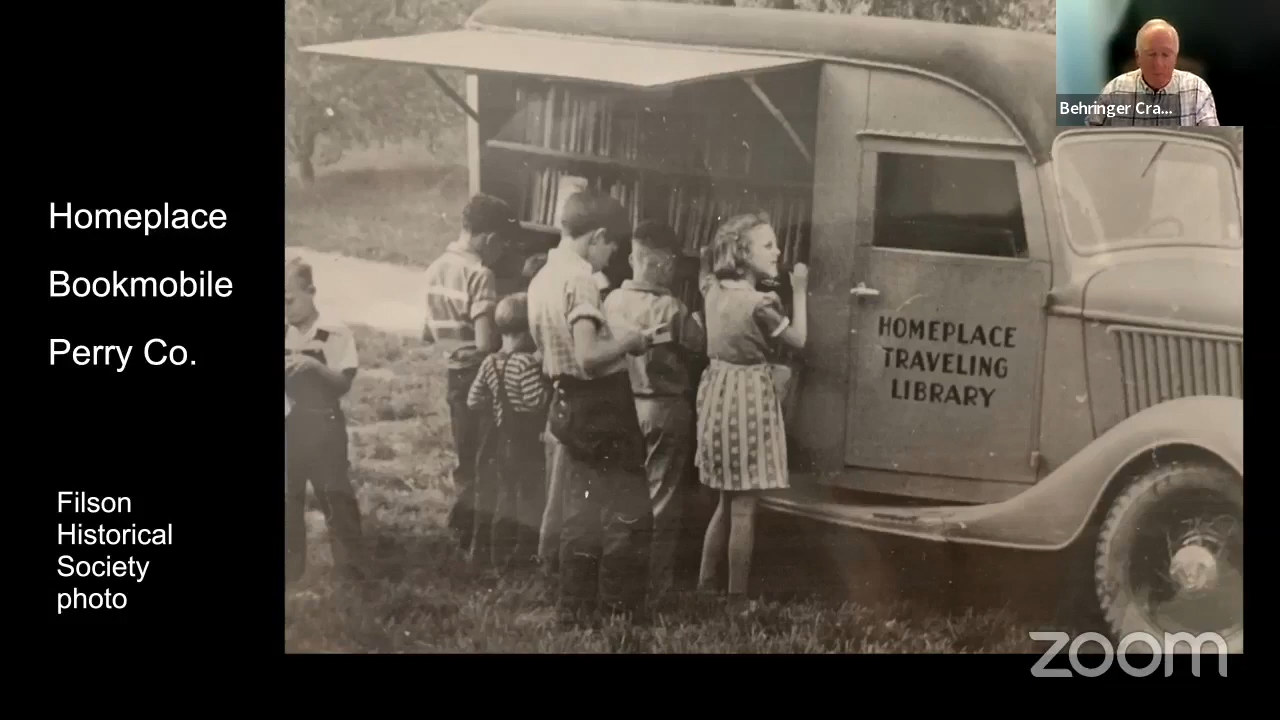 Homeplace
Bookmobile
Perry Co.
Filson
Historical
Society
photo
HOMEPLACE
TRAVELING
LIBRARY
Behringer Cra...
zoom